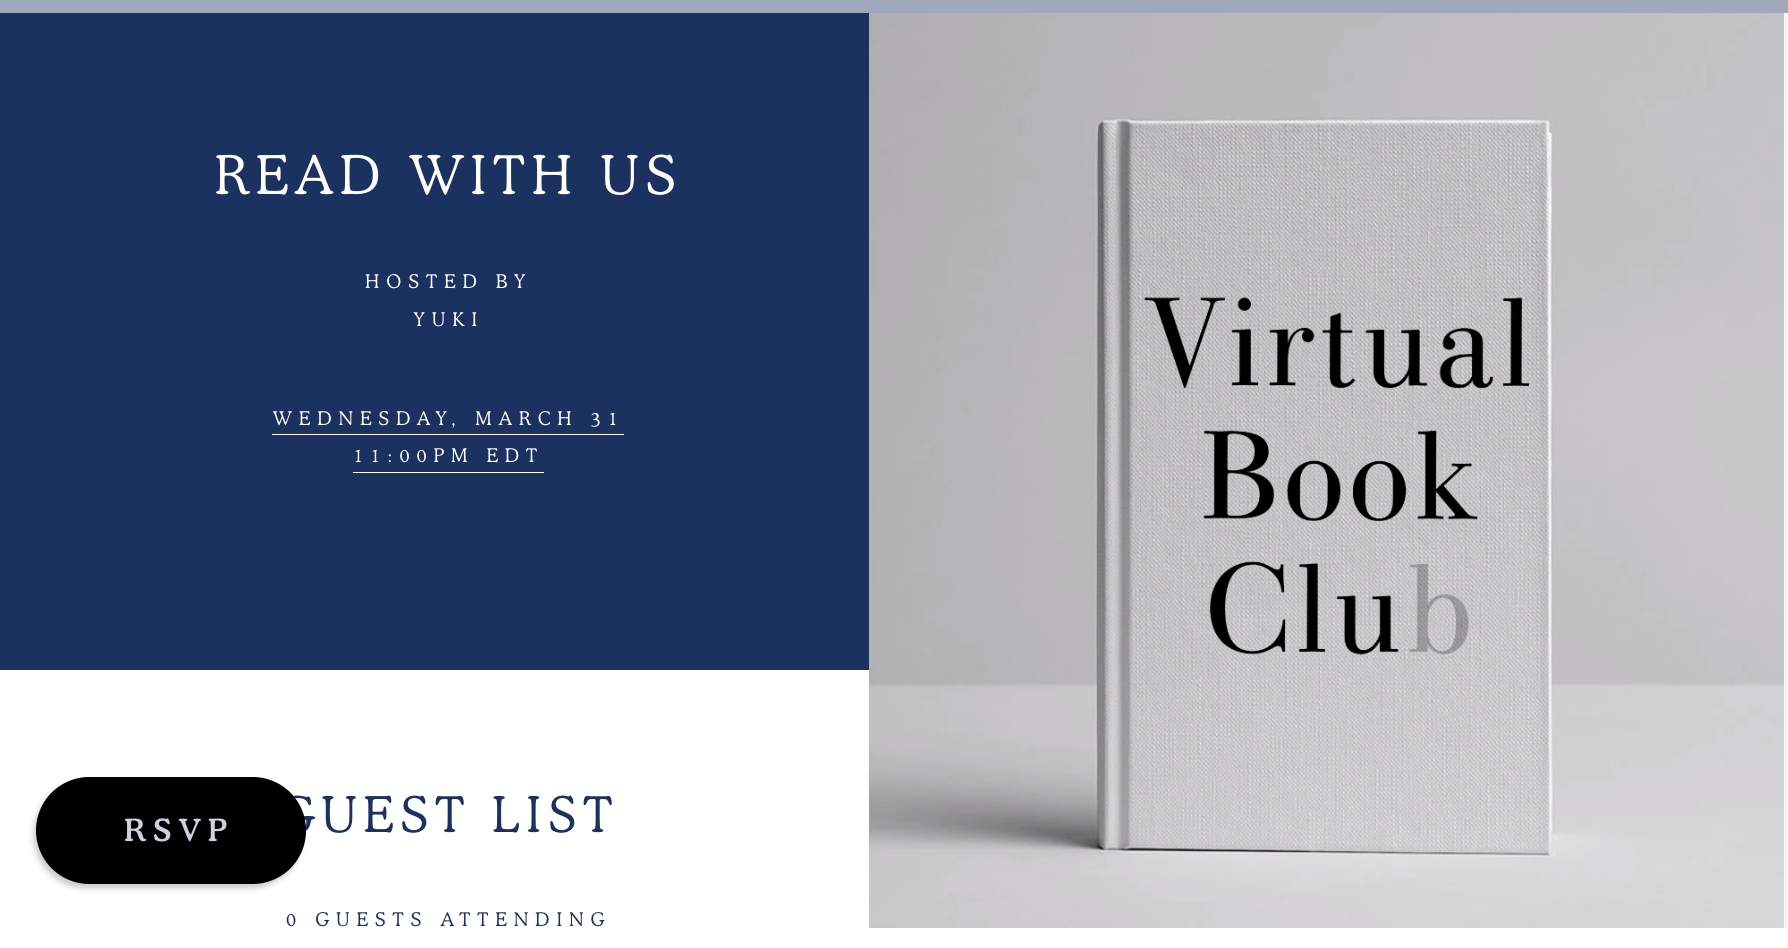 READ WITH US
HOSTED BY
YUKI
WEDNESDAY, MARCH 31
11:00PM EDT
GUEST LIST
RSVP
0 GUESTS ATTENDING
Virtual
Book
Club